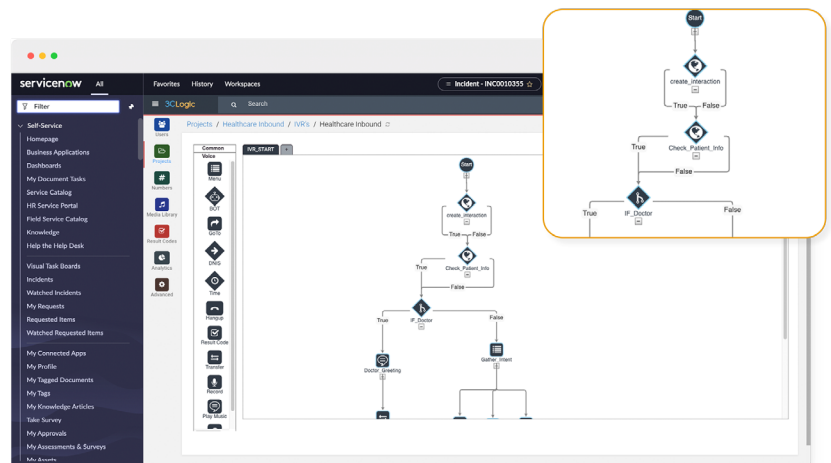 servicenow
All
Favorites
History
Workspaces
Incident - INC0010355
Filter
Self-Service
Homepage
Business Applications
Dashboards
My Document Tasks
Service Catalog
HR Service Portal
Field Service Catalog
Knowledge
Help the Help Desk
Visual Task Boards
Incidents
Watched Incidents
My Requests
Requested Items
Watched Requested Items
My Connected Apps
My Profile
My Tagged Documents
My Tags
My Knowledge Articles
Take Survey
My Approvals
My Assessments & Surveys
My Assets
3CLogic
Search
Users
Projects
Numbers
Media Library
Result Codes
Analytics
Advanced
Projects / Healthcare Inbound / IVR's / Healthcare Inbound
Common
Voice
Menu
BOT
GoTo
DNIS
Time
Hangup
Result Code
Transfer
Record
Play Music
IVR_START
+
Start
create_interaction
True
False
Check_Patient_Info
True
False
IF_Doctor
True
False
Doctor_Greeting
Gather_Intent
Start
create_interaction
True
False
Check_Patient_Info
True
False
IF_Doctor
True
False